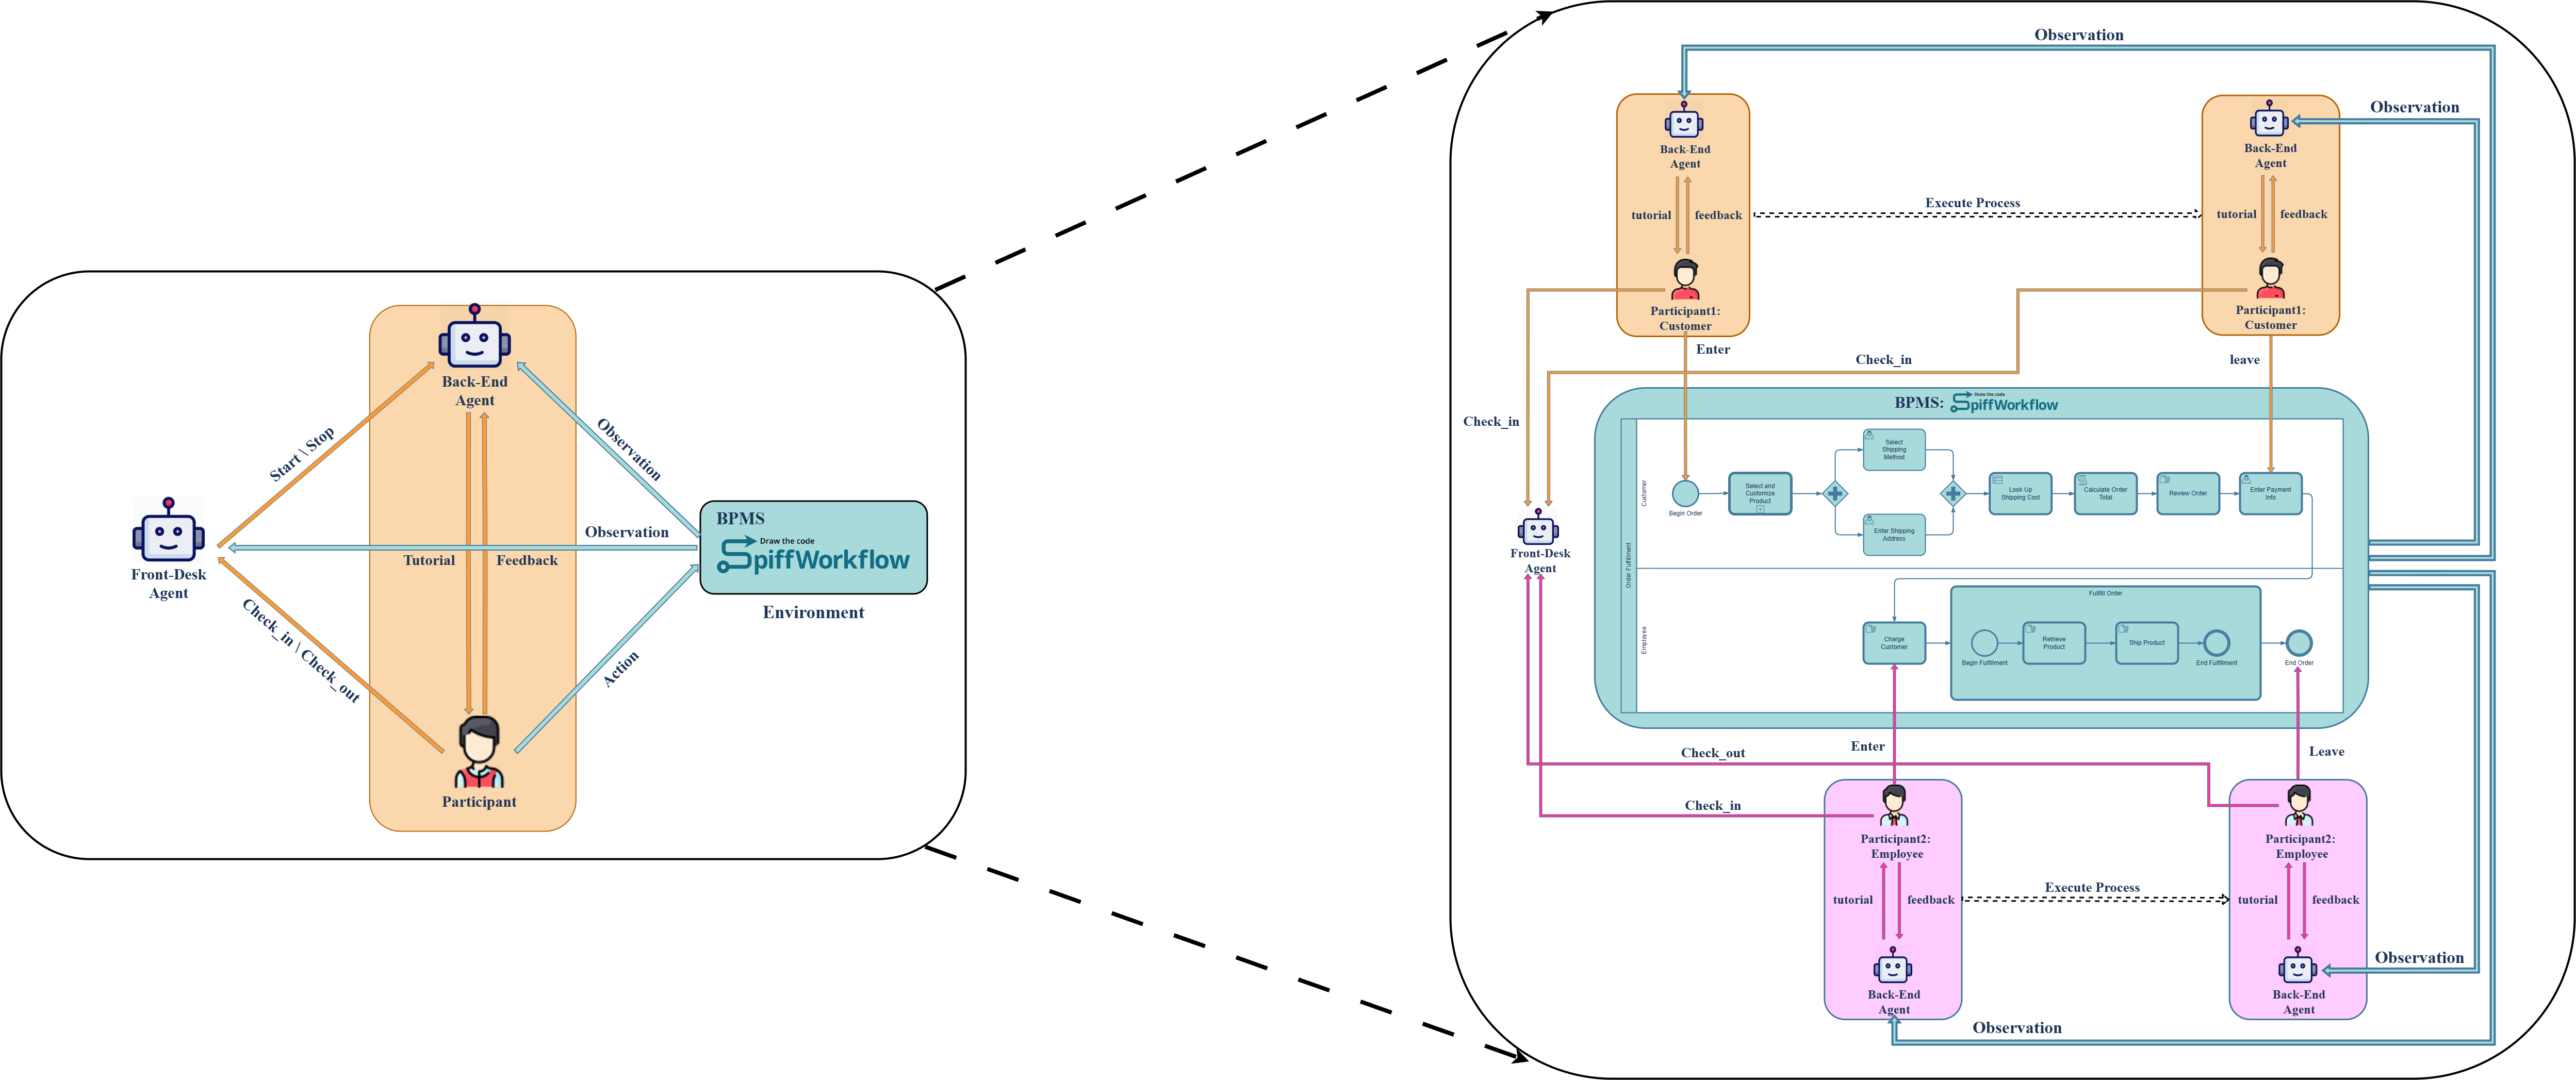 Back-End
Agent
Start \ Stop
Observation
Front-Desk
Agent
Observation
Tutorial
Feedback
BPMS
Draw the code
SpiffWorkflow
Environment
Check_in \ Check_out
Action
Participant
Observation
Observation
Back-End
Agent
tutorial
feedback
Participant1:
Customer
Execute Process
Back-End
Agent
tutorial
feedback
Participant1:
Customer
Enter
Check_in
leave
Check_in
BPMS:
Draw the code
SpiffWorkflow
Order Fulfillment
Customer
Begin Order
Select and
Customize
Product
Select
Shipping
Method
Enter Shipping
Address
Look Up
Shipping Cost
Calculate Order
Total
Review Order
Enter Payment
Info
Front-Desk
Agent
Employee
Charge
Customer
Fulfill Order
Begin Fulfillment
Retrieve
Product
Ship Product
End Fulfillment
End Order
Enter
Check_out
Leave
Check_in
Participant2:
Employee
tutorial
feedback
Back-End
Agent
Execute Process
Participant2:
Employee
tutorial
feedback
Back-End
Agent
Observation
Observation